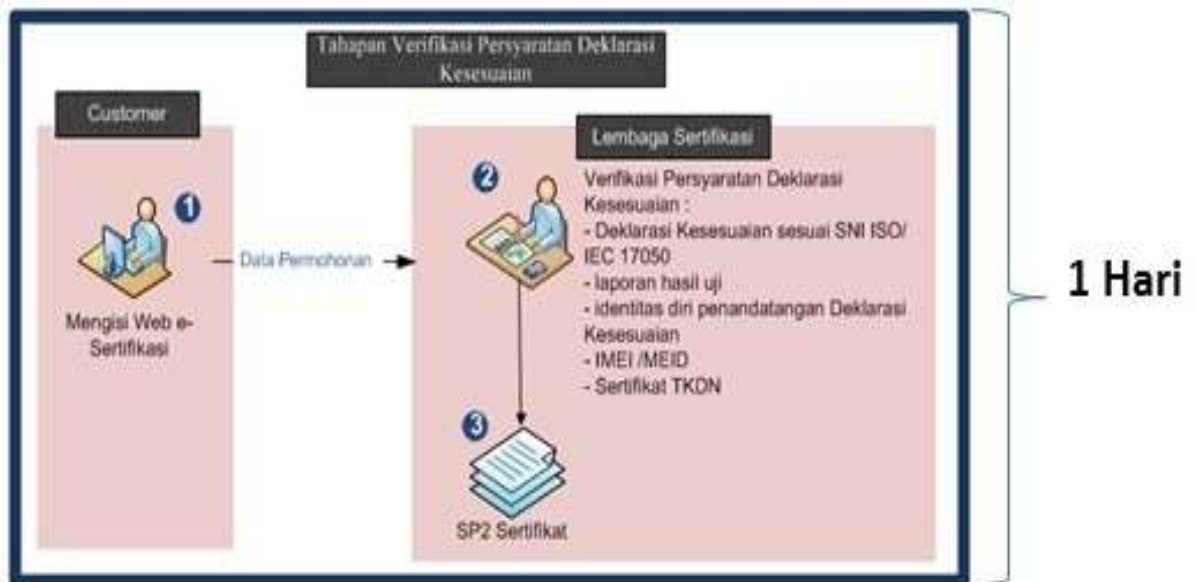 Tahapan Verifikasi Persyaratan Deklarasi
Kesesuaian
Customer
1
Mengisi Web e-
Sertifikasi
Data Permohonan
Lembaga Sertifikasi
2
Verifikasi Persyaratan Deklarasi
Kesesuaian :
- Deklarasi Kesesuaian sesuai SNI ISO/
IEC 17050
- laporan hasil uji
- identitas diri penandatangan Deklarasi
Kesesuaian
- IMEI /MEID
- Sertifikat TKDN
3
SP2 Sertifikat
1 Hari